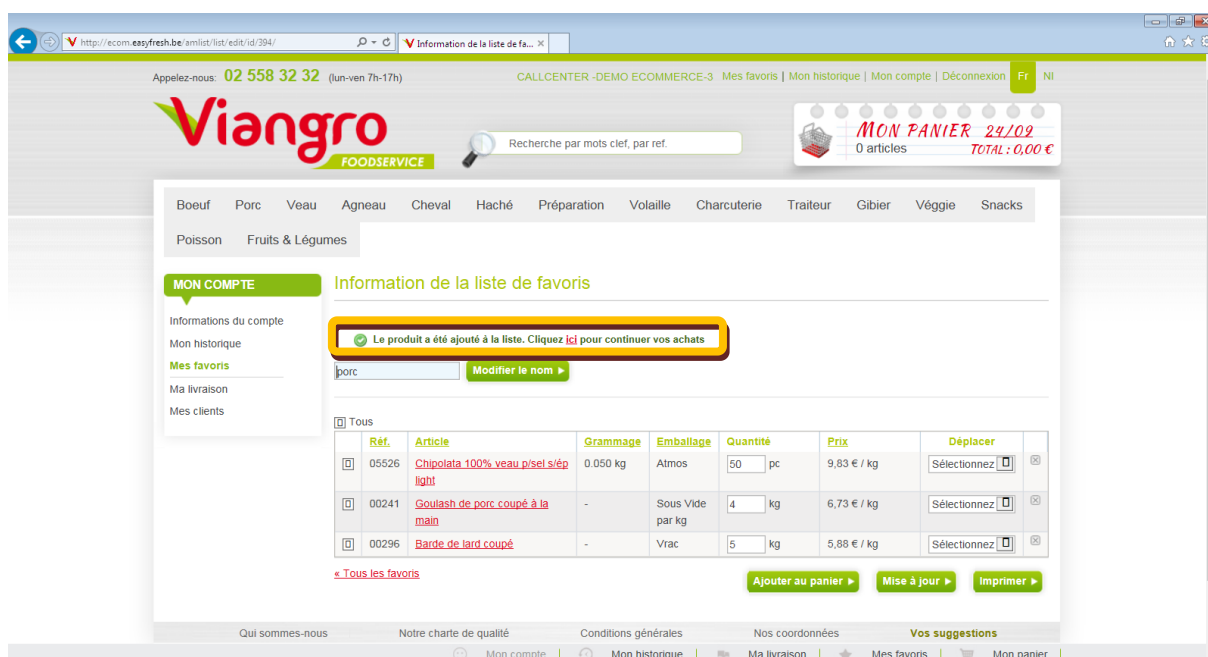 http://ecom.easyfresh.be/amlist/list/edit/id/394/
Information de la liste de fa...
Appelez-nous: 02 558 32 32 (lun-ven 7h-17h)
CALLCENTER -DEMO ECOMMERCE-3 Mes favoris | Mon historique | Mon compte | Déconnexion Fr Nl
Viangro
FOODSERVICE
Recherche par mots clef, par ref.
MON PANIER 24/09
0 articles TOTAL : 0,00 €
Boeuf Porc Veau Agneau Cheval Haché Préparation Volaille Charcuterie Traiteur Gibier Véggie Snacks
Poisson Fruits & Légumes
MON COMPTE
Informations du compte
Mon historique
Mes favoris
Ma livraison
Mes clients
Information de la liste de favoris
Le produit a été ajouté à la liste. Cliquez ici pour continuer vos achats
porc Modifier le nom
Tous
Réf. Article Grammage Emballage Quantité Prix Déplacer
05526 Chipolata 100% veau p/sel s/ép 0.050 kg Atmos 50 pc 9,83 € / kg Sélectionnez
light
00241 Goulash de porc coupé à la - Sous Vide 4 kg 6,73 € / kg Sélectionnez
main par kg
00296 Barde de lard coupé - Vrac 5 kg 5,88 € / kg Sélectionnez
« Tous les favoris
Ajouter au panier Mise à jour Imprimer
Qui sommes-nous Notre charte de qualité Conditions générales Nos coordonnées Vos suggestions
Mon compte | Mon historique | Ma livraison | Mes favoris | Mon panier |